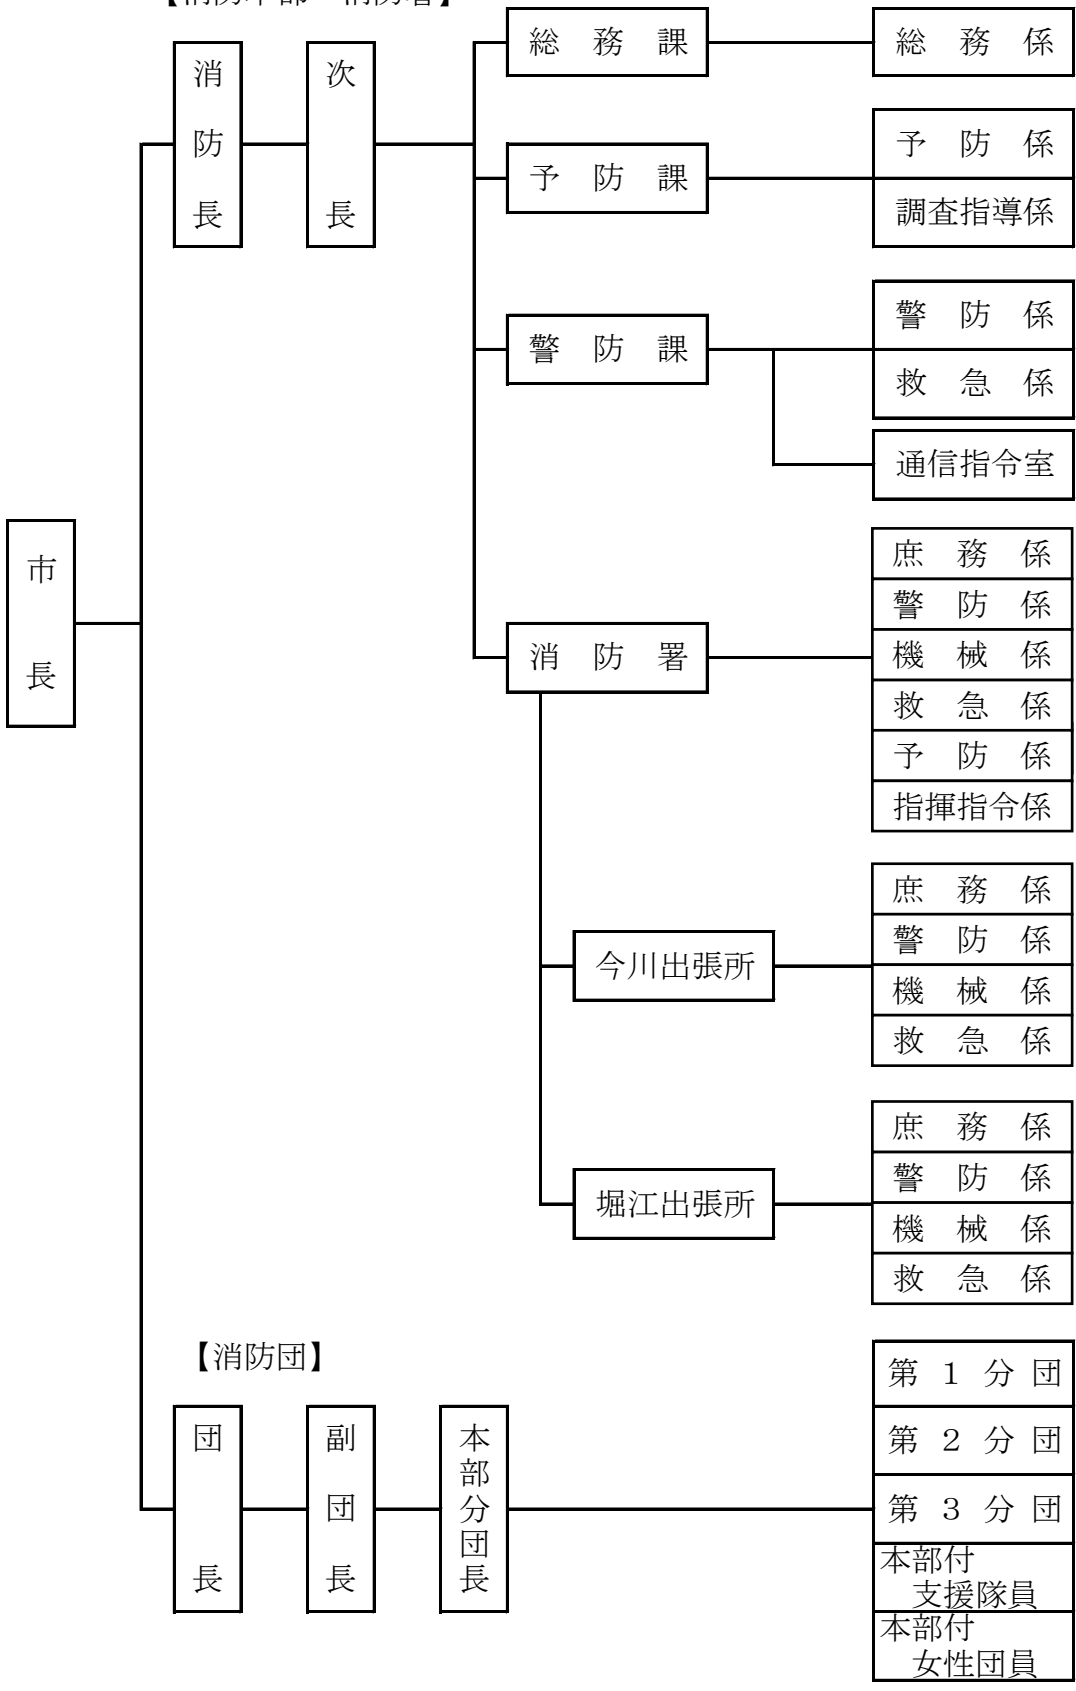 市長
消防長
次長
総務課
総務係
予防課
予防係
調査指導係
警防課
警防係
救急係
通信指令室
消防署
庶務係
警防係
機械係
救急係
予防係
指揮指令係
今川出張所
庶務係
警防係
機械係
救急係
堀江出張所
庶務係
警防係
機械係
救急係
【消防団】
団長
副団長
本部分団長
第1分団
第2分団
第3分団
本部付
支援隊員
本部付
女性団員